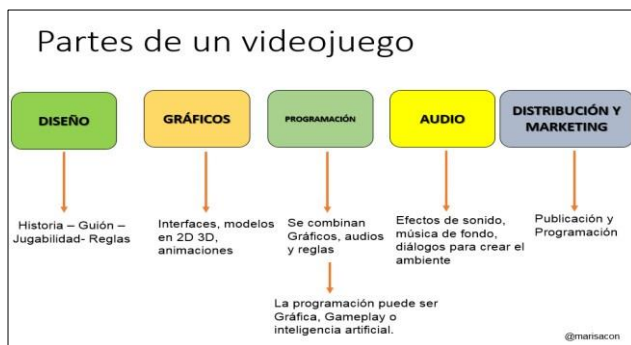 Partes de un videojuego
DISEÑO
GRÁFICOS
PROGRAMACIÓN
AUDIO
DISTRIBUCIÓN Y
MARKETING
Historia – Guión –
Jugabilidad- Reglas
Interfaces, modelos
en 2D 3D,
animaciones
Se combinan
Gráficos, audios
y reglas
La programación puede ser
Gráfica, Gameplay o
inteligencia artificial.
Efectos de sonido,
música de fondo,
diálogos para crear el
ambiente
Publicación y
Programación
@marisacon